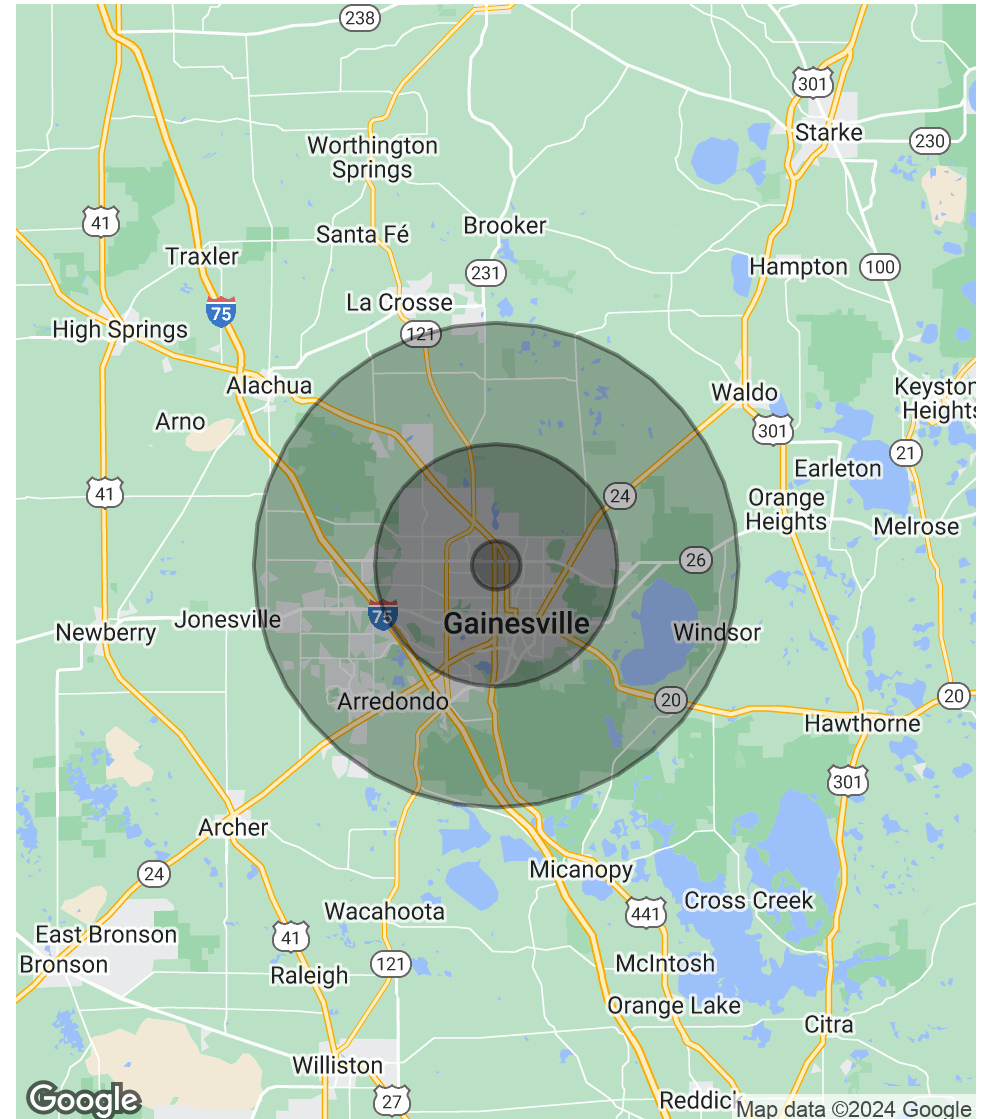 238
301
Starke
230
Worthington
Springs
41
Santa Fé
Brooker
Traxler
231
Hampton
100
La Crosse
75
High Springs
121
Alachua
Waldo
Keyston
Heights
Arno
301
21
Earleton
41
24
Orange
Heights
Melrose
26
75
Jonesville
Gainesville
Newberry
Windsor
Arredondo
20
20
Hawthorne
301
Archer
24
Micanopy
Cross Creek
Wacahoota
441
East Bronson
41
Bronson
121
McIntosh
Raleigh
Orange Lake
Citra
Williston
27
Google
Reddick
Map data ©2024 Google